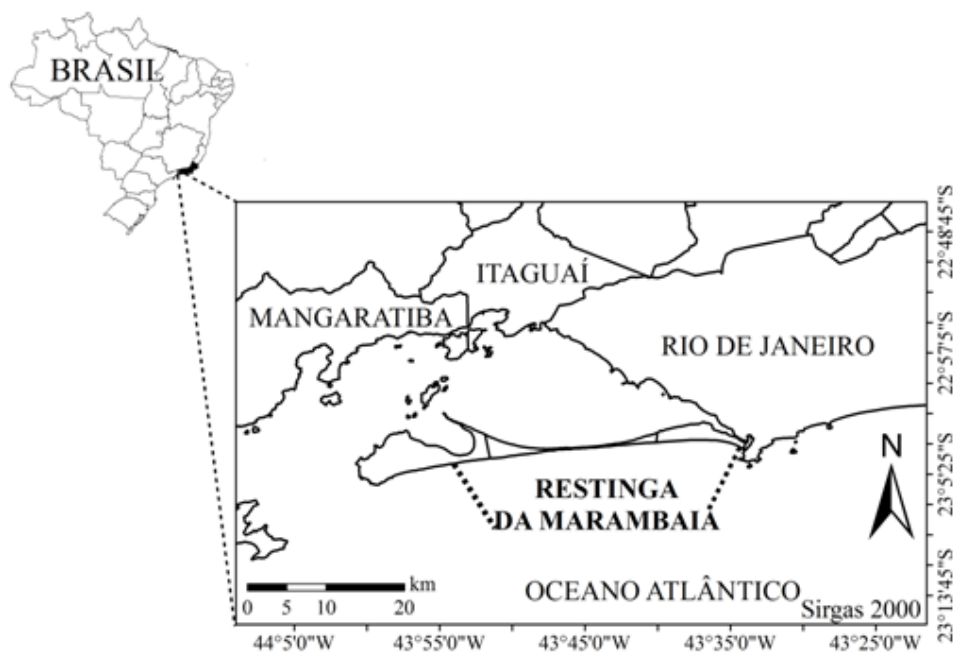 BRASIL
ITAGUAÍ
MANGARATIBA
RIO DE JANEIRO
N
RESTINGA
DA MARAMBAIA
km
0 5 10 20
OCEANO ATLÂNTICO
Sirgas 2000
44°5'0"W 43°55'0"W 43°45'0"W 43°35'0"W 43°25'0"W
22°48'45"S
22°57'5"S
23°5'25"S
23°13'45"S